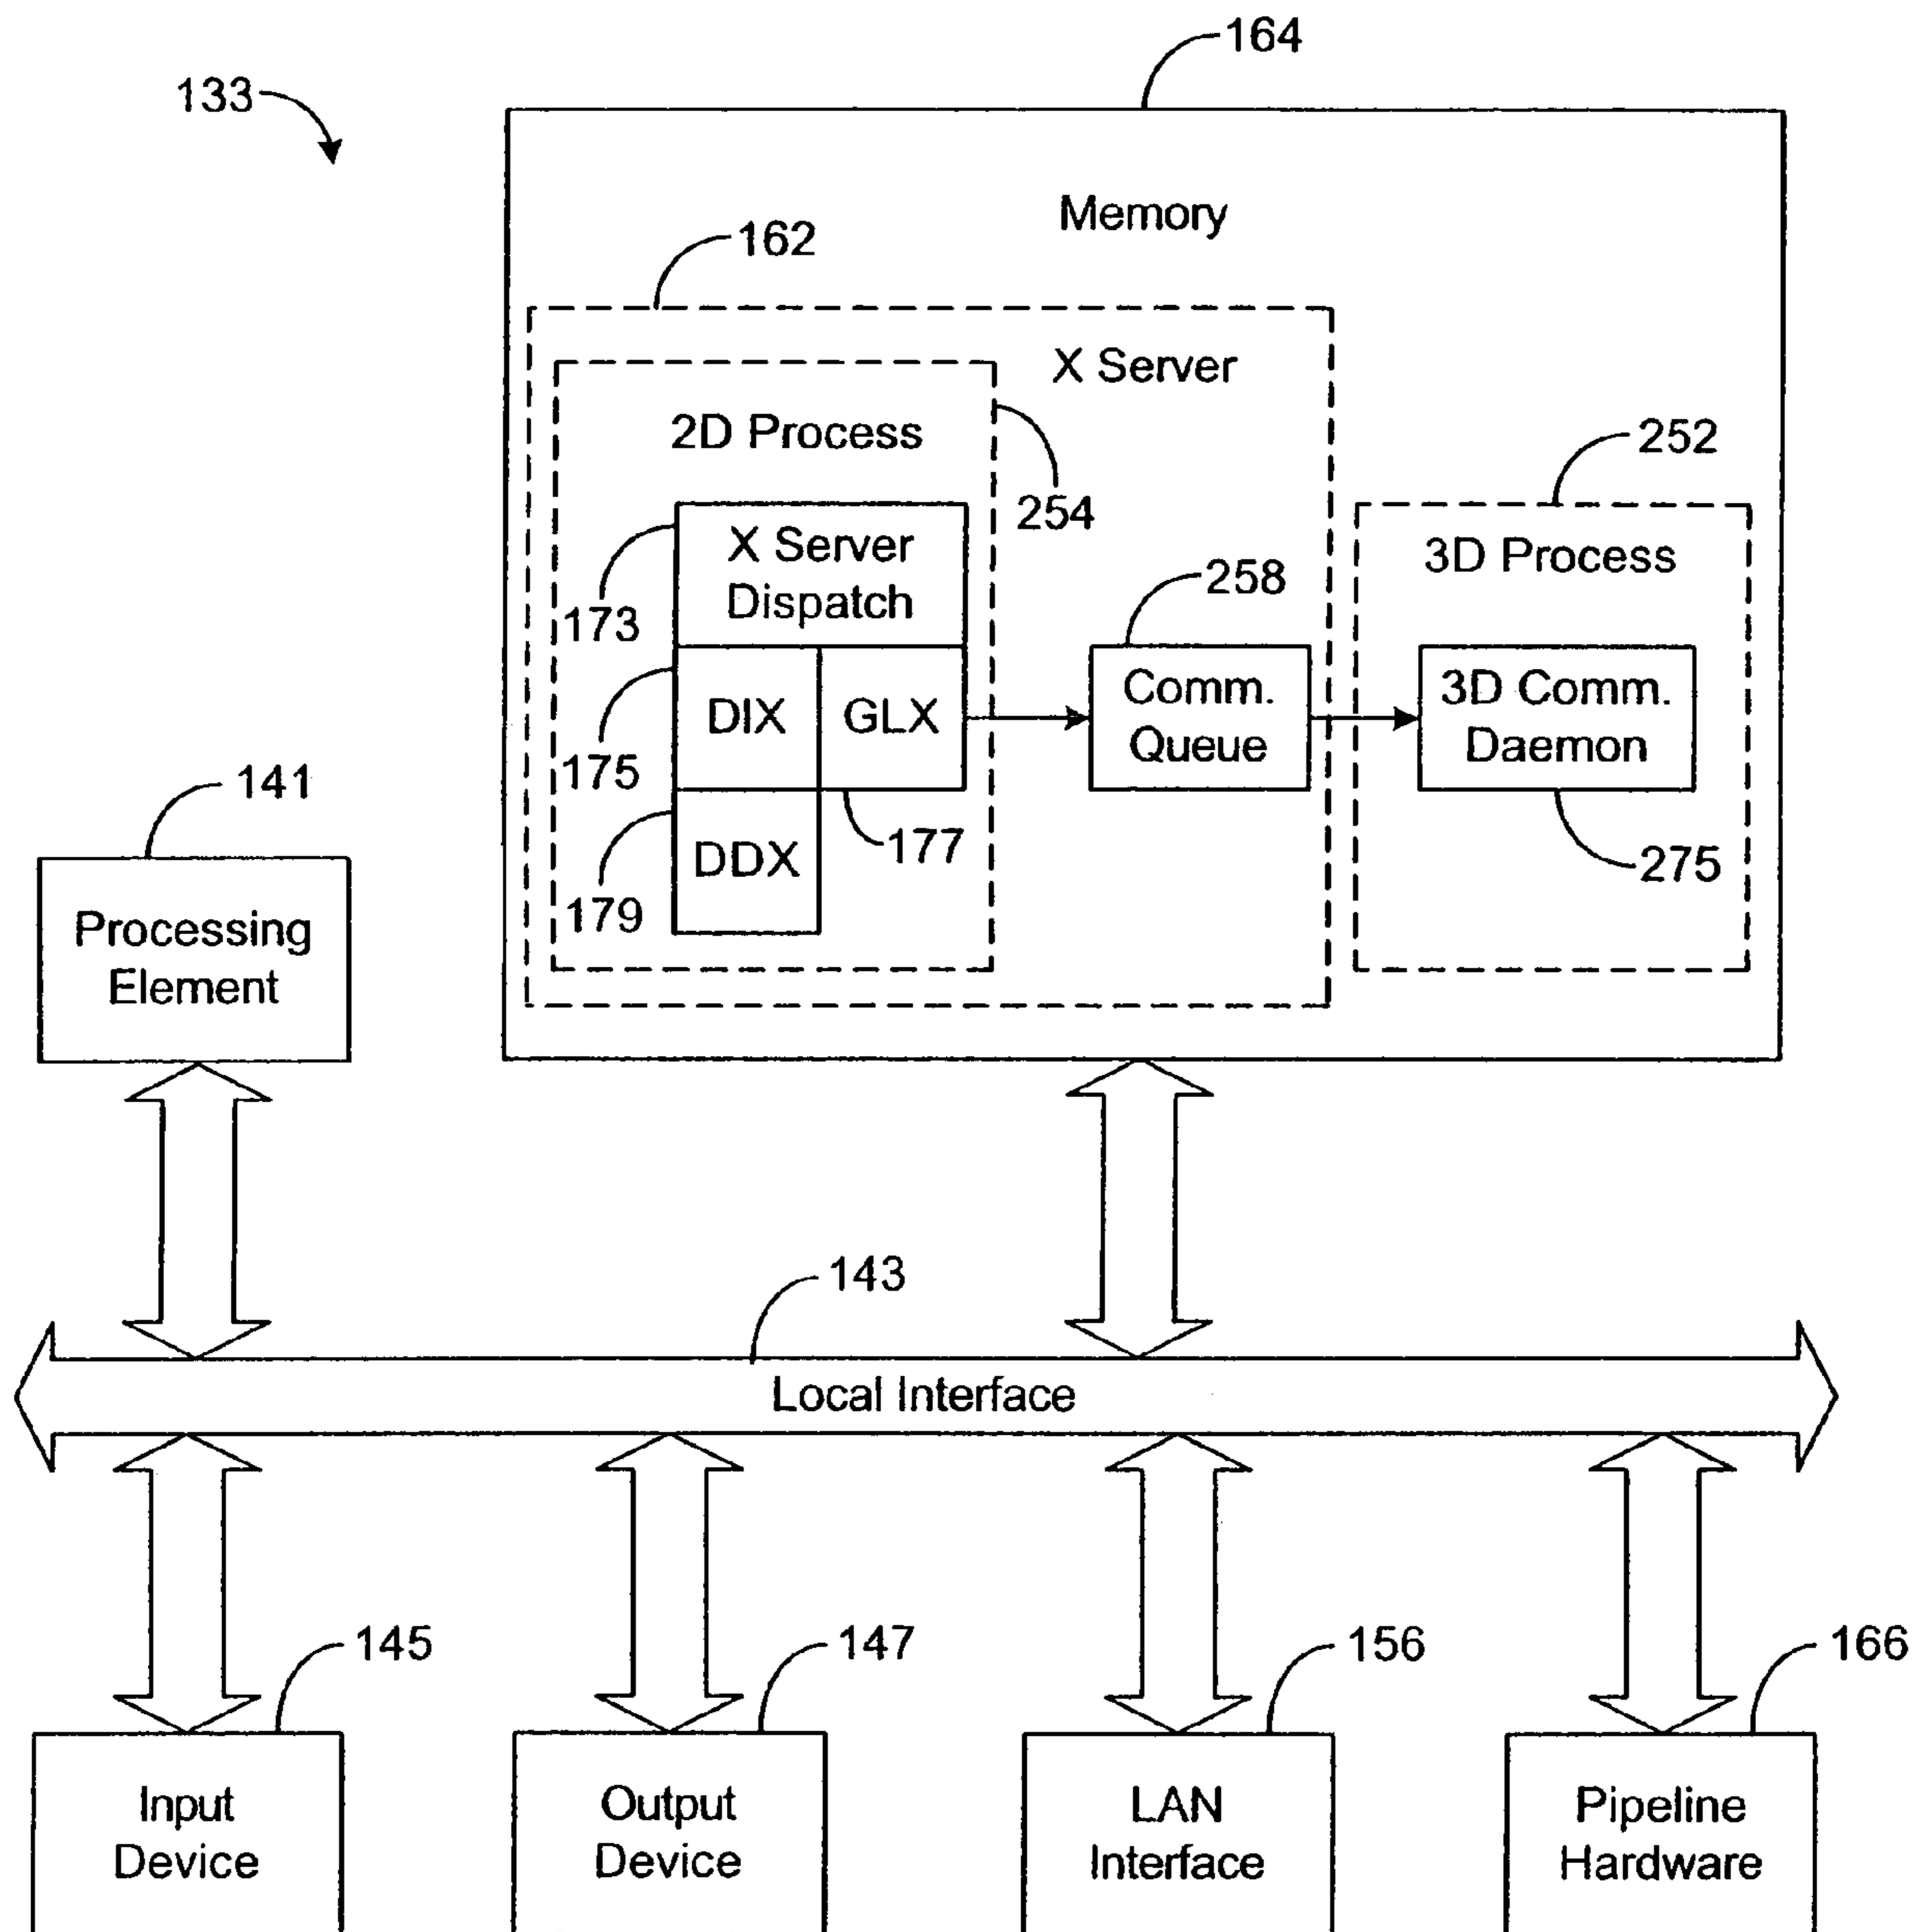 164
133
Memory
162
X Server
2D Process
252
254
X Server
Dispatch
3D Process
258
173
DIX
GLX
Comm.
Queue
3D Comm.
Daemon
175
141
177
DDX
275
179
Processing
Element
143
Local Interface
145
147
156
166
Input
Device
Output
Device
LAN
Interface
Pipeline
Hardware